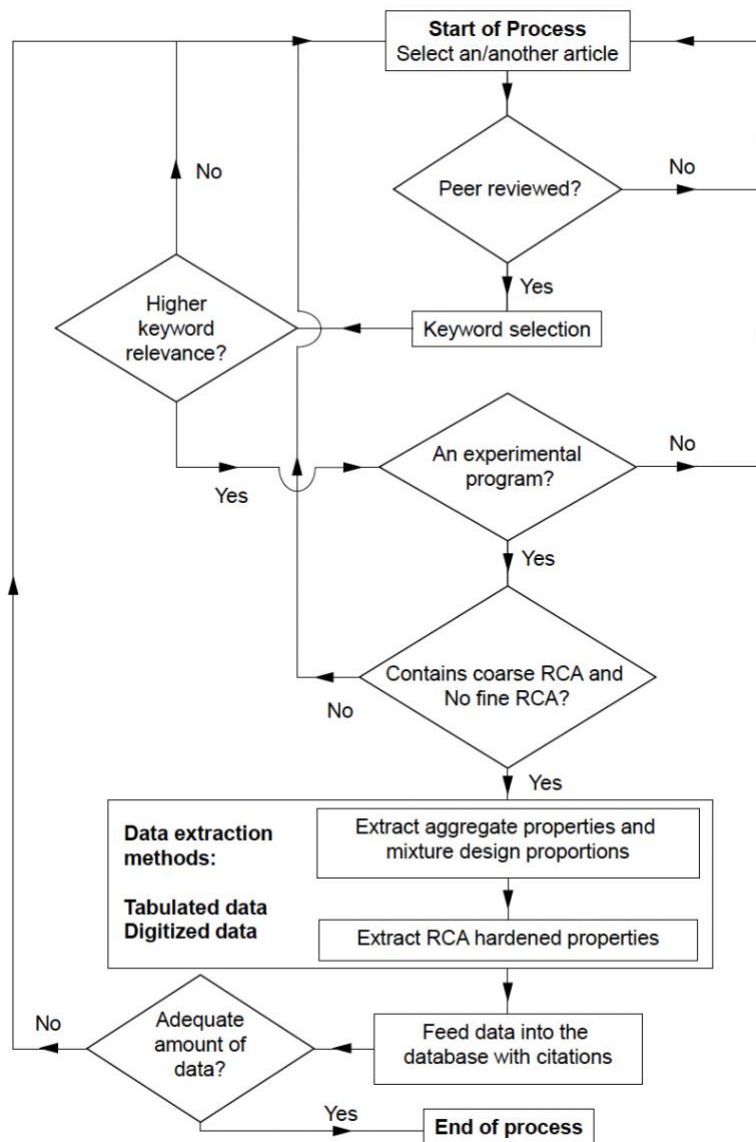 Start of Process
Select an/another article
No
Peer reviewed?
No
Yes
Higher
keyword
relevance?
Keyword selection
An experimental
program?
No
Yes
Yes
Contains coarse RCA and
No fine RCA?
No
Yes
Data extraction
methods:
Extract aggregate properties and
mixture design proportions
Tabulated data
Digitized data
Extract RCA hardened properties
No
Adequate
amount of
data?
Feed data into the
database with citations
Yes
End of process